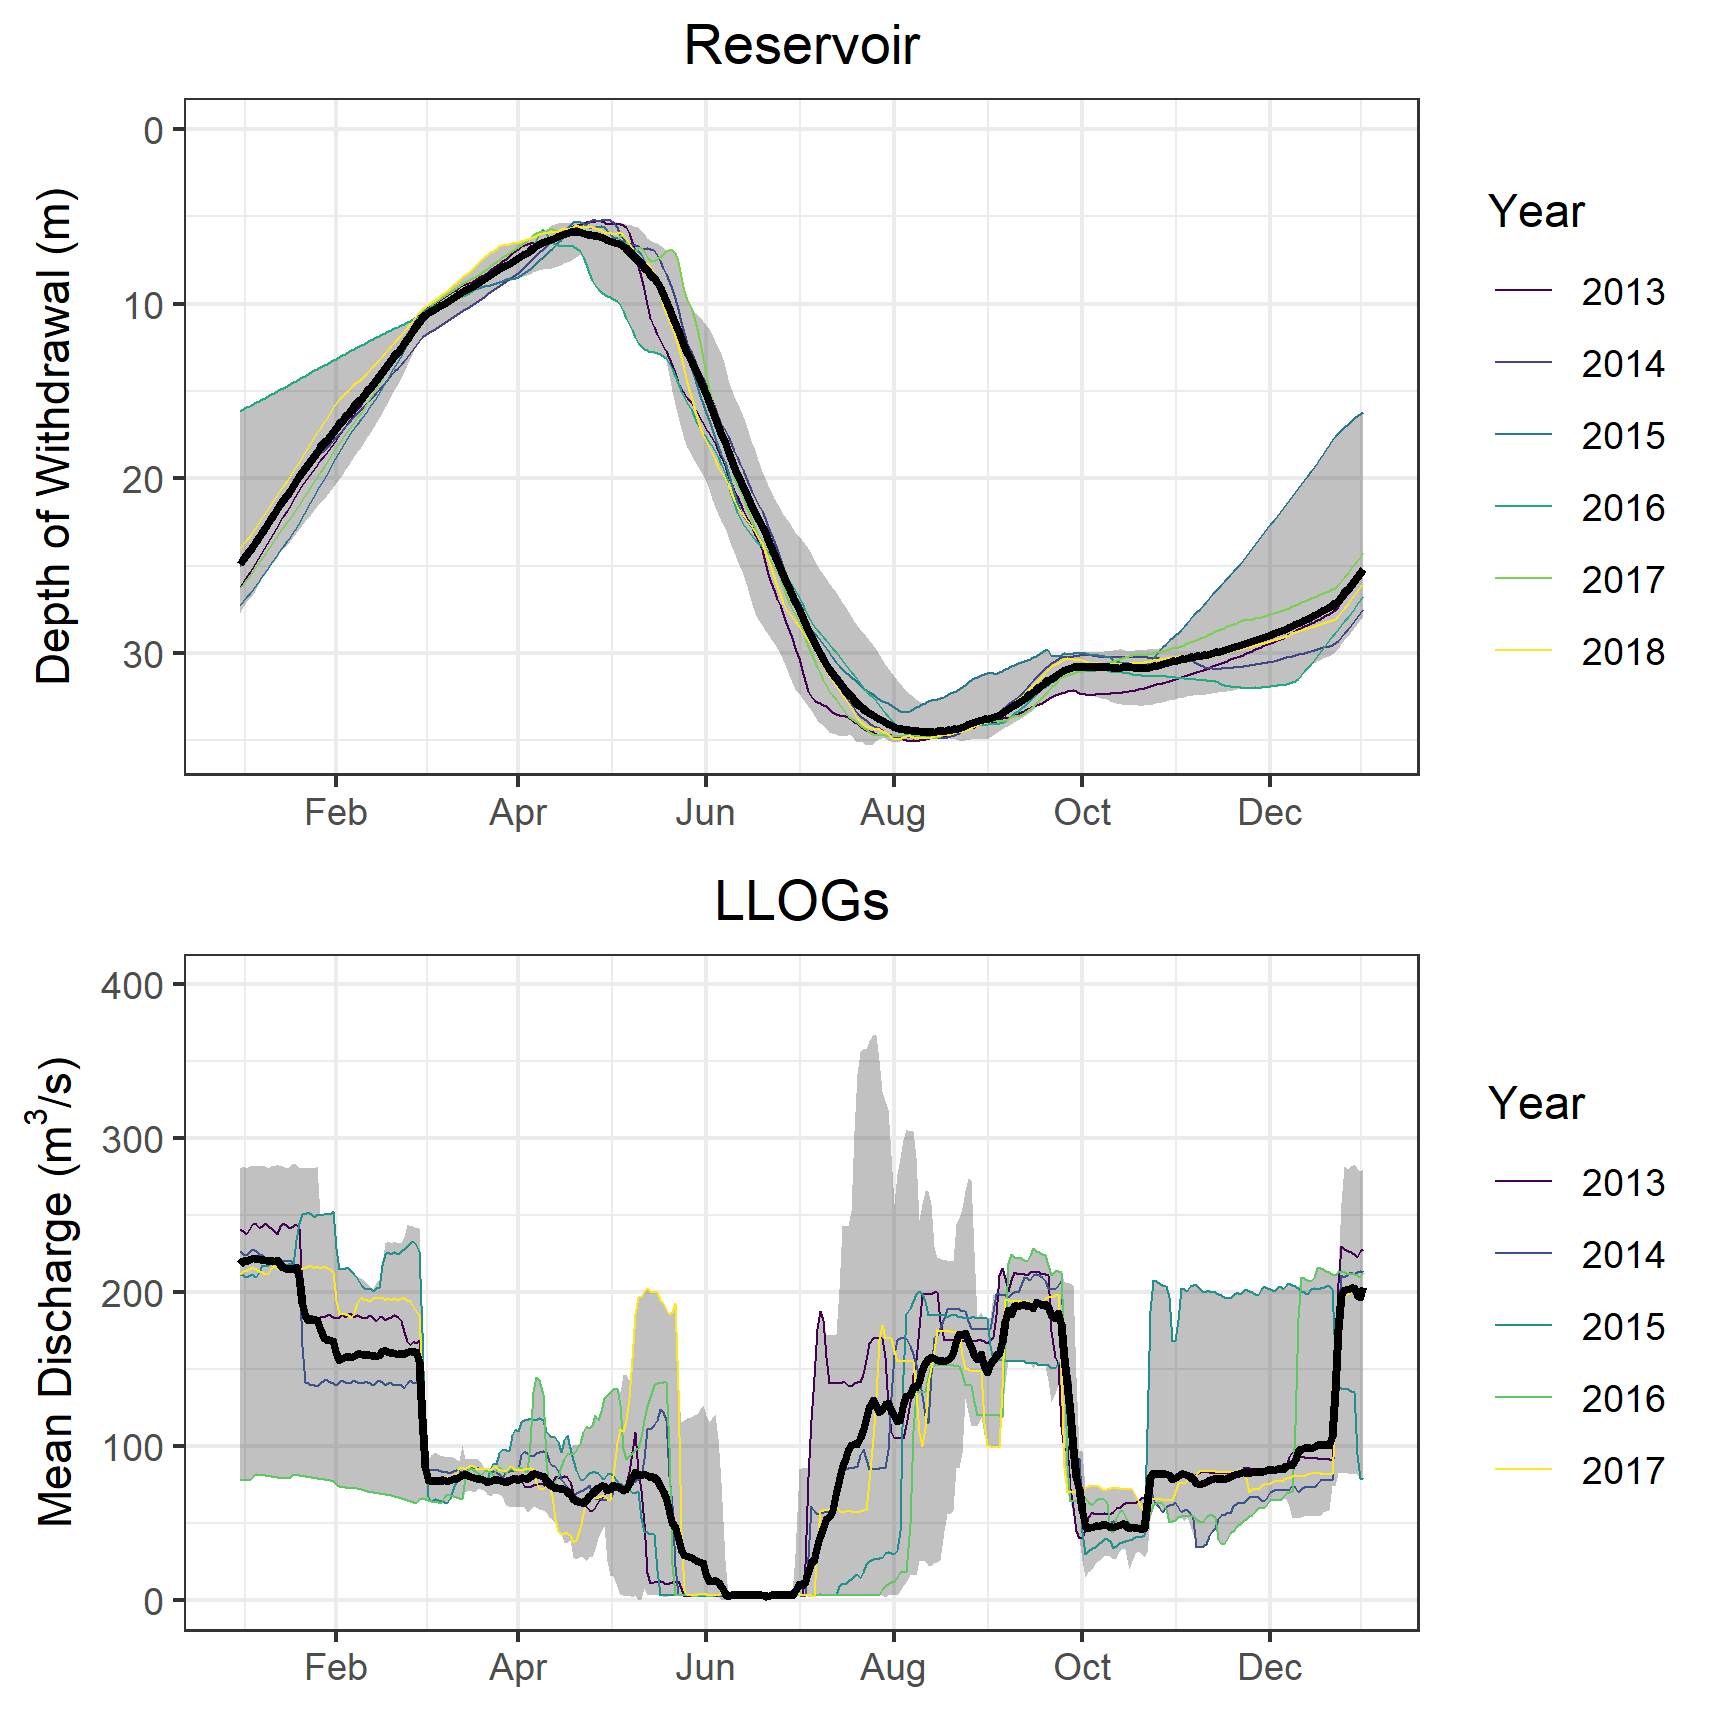 Reservoir
Depth of Withdrawal (m)
0
10
20
30
Feb
Apr
Jun
Aug
Oct
Dec
Year
2013
2014
2015
2016
2017
2018
LLOGs
Mean Discharge (m³/s)
400
300
200
100
0
Feb
Apr
Jun
Aug
Oct
Dec
Year
2013
2014
2015
2016
2017